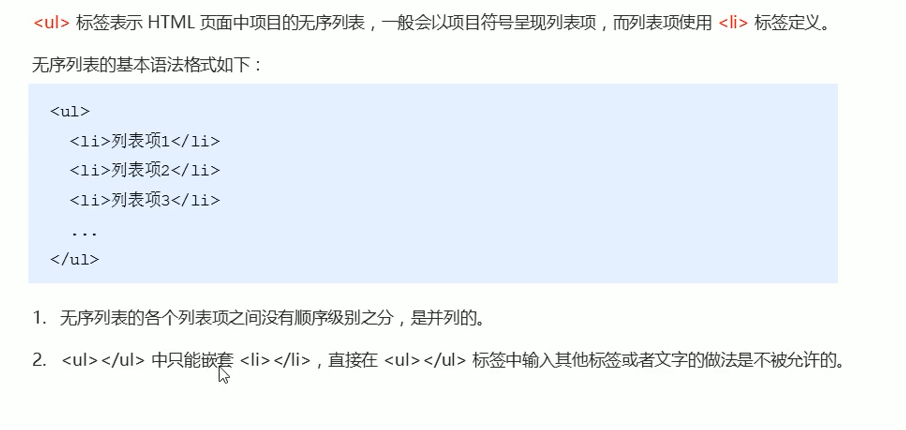 <ul> 标签表示 HTML 页面中项目的无序列表，一般会以项目符号呈现列表项，而列表项使用 <li> 标签定义。
无序列表的基本语法格式如下：
<ul>
<li>列表项1</li>
<li>列表项2</li>
<li>列表项3</li>
...
</ul>
1. 无序列表的各个列表项之间没有顺序级别之分，是并列的。
2. <ul></ul> 中只能嵌套 <li></li>，直接在 <ul></ul> 标签中输入其他标签或者文字的做法是不被允许的。